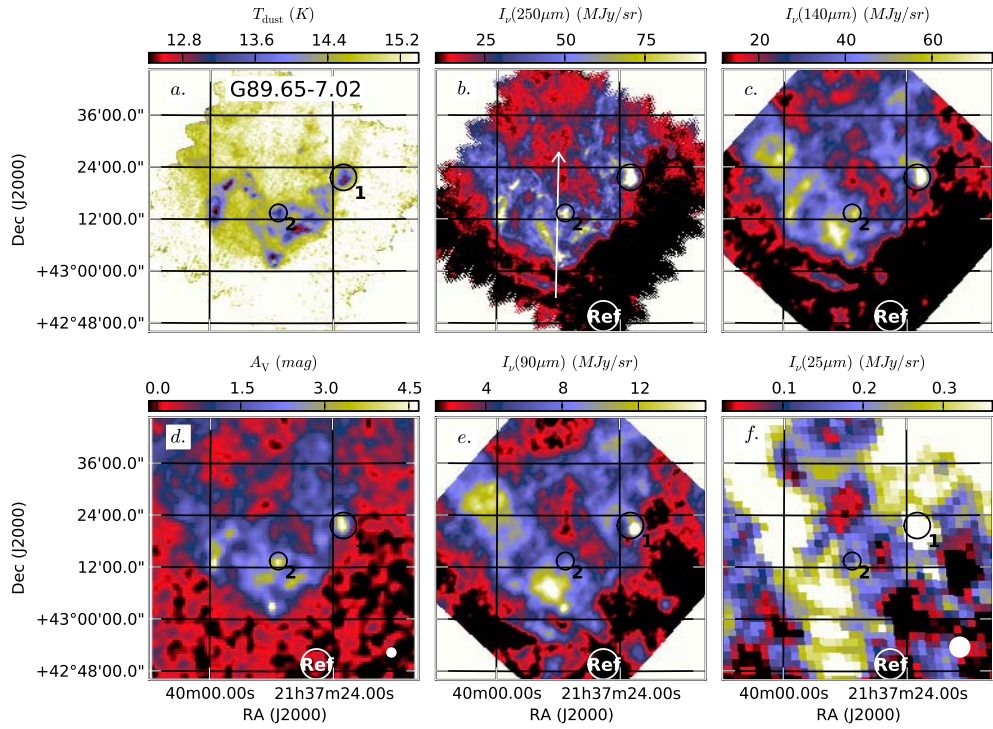 T_dust (K)
I_ν(250μm) (MJy/sr)
I_ν(140μm) (MJy/sr)
12.8 13.6 14.4 15.2
25 50 75
20 40 60
a. G89.65-7.02
b.
c.
36'00.0"
24'00.0"
12'00.0"
+43°00'00.0"
+42°48'00.0"
Dec (J2000)
1
2
2
Ref
Ref
A_V (mag)
I_ν(90μm) (MJy/sr)
I_ν(25μm) (MJy/sr)
0.0 1.5 3.0 4.5
4 8 12
0.1 0.2 0.3
d.
e.
f.
36'00.0"
24'00.0"
12'00.0"
+43°00'00.0"
+42°48'00.0"
Dec (J2000)
2
1
2
1
2
Ref
Ref
Ref
40m00.00s 21h37m24.00s
40m00.00s 21h37m24.00s
40m00.00s 21h37m24.00s
RA (J2000)
RA (J2000)
RA (J2000)